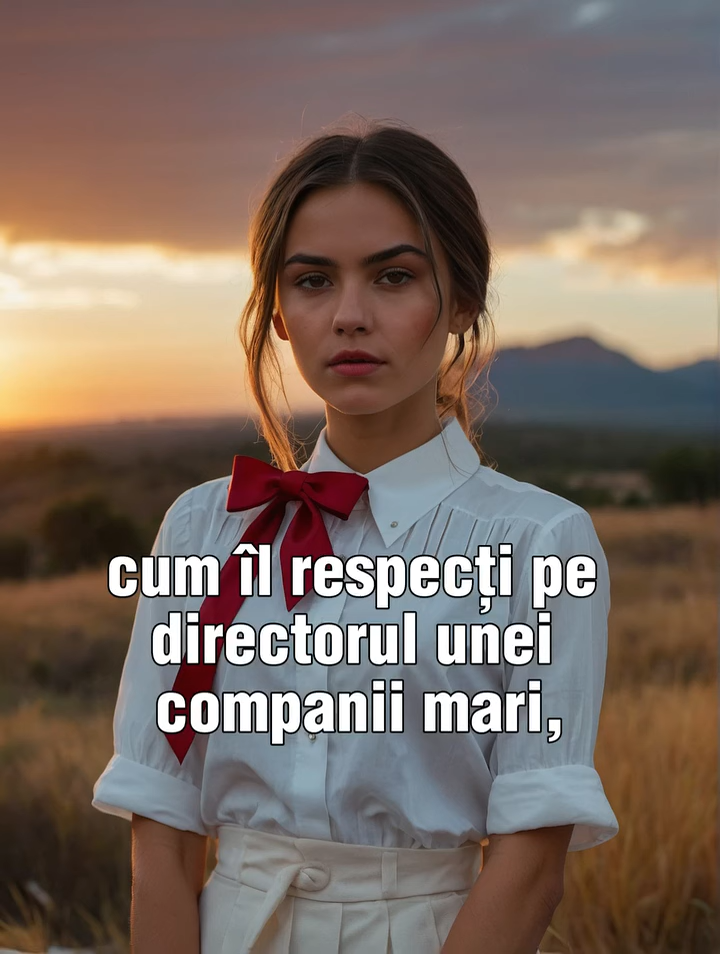 cum îl respecți pe
directorul unei
companii mari,